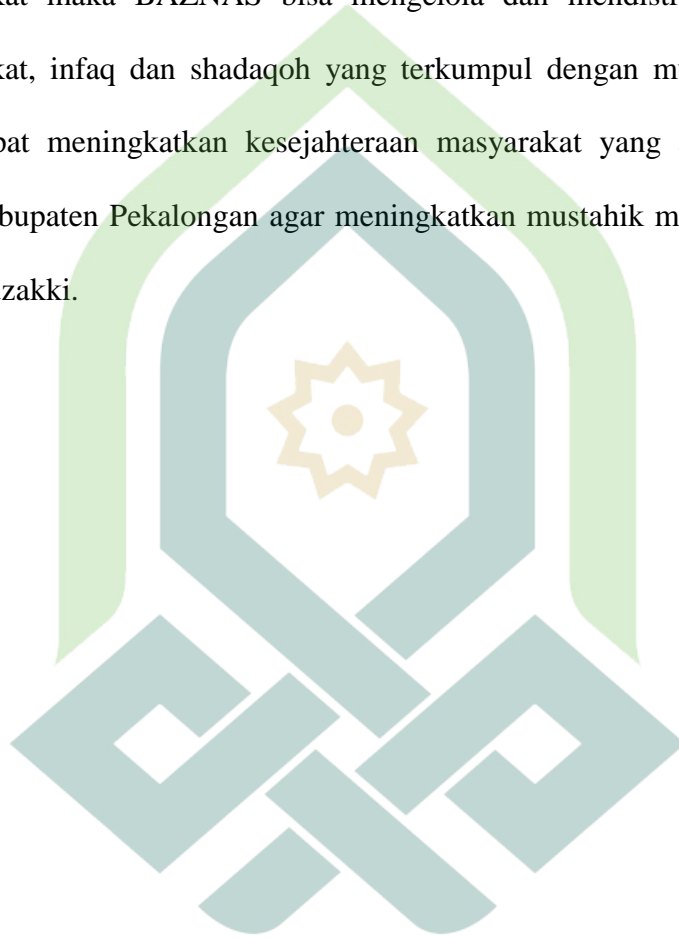 kat maka BAZNAS bisa mengelola dan mendistr
kat, infaq dan shadaqoh yang terkumpul dengan m
pat meningkatkan kesejahteraan masyarakat yang
bupaten Pekalongan agar meningkatkan mustahik m
zakki.